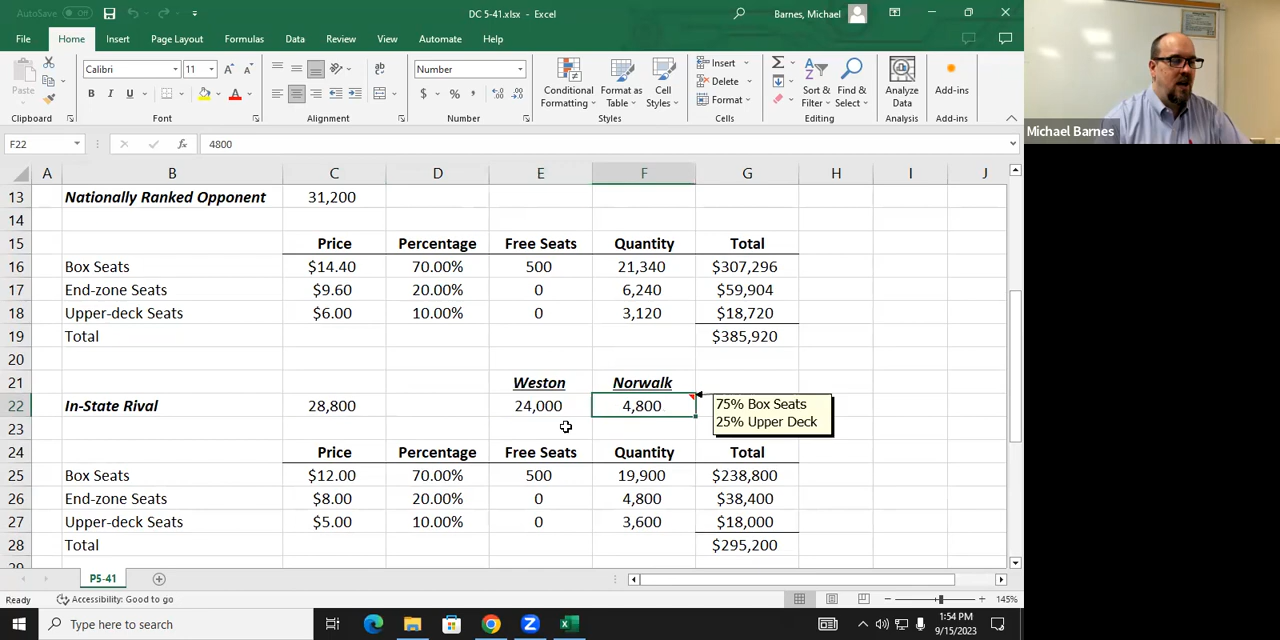 AutoSave Off
DC 5-41.xlsx - Excel
Barnes, Michael
File Home Insert Page Layout Formulas Data Review View Automate Help
Paste
Calibri 11
B I U
Number
Conditional Formatting
Format as Table
Cell Styles
Insert
Delete
Format
Sort & Filter
Find & Select
Analyze Data
Add-ins
Clipboard Font Alignment Number Styles Cells Editing Analysis Add-ins
F22 fx 4800
A B C D E F G H I J
13 Nationally Ranked Opponent 31,200
14
15 Price Percentage Free Seats Quantity Total
16 Box Seats $14.40 70.00% 500 21,340 $307,296
17 End-zone Seats $9.60 20.00% 0 6,240 $59,904
18 Upper-deck Seats $6.00 10.00% 0 3,120 $18,720
19 Total $385,920
20
21 Weston Norwalk
22 In-State Rival 28,800 24,000 4,800
75% Box Seats
25% Upper Deck
23
24 Price Percentage Free Seats Quantity Total
25 Box Seats $12.00 70.00% 500 19,900 $238,800
26 End-zone Seats $8.00 20.00% 0 4,800 $38,400
27 Upper-deck Seats $5.00 10.00% 0 3,600 $18,000
28 Total $295,200
29
P5-41
Ready Accessibility: Good to go 145%
Type here to search
1:54 PM
9/15/2023
Michael Barnes